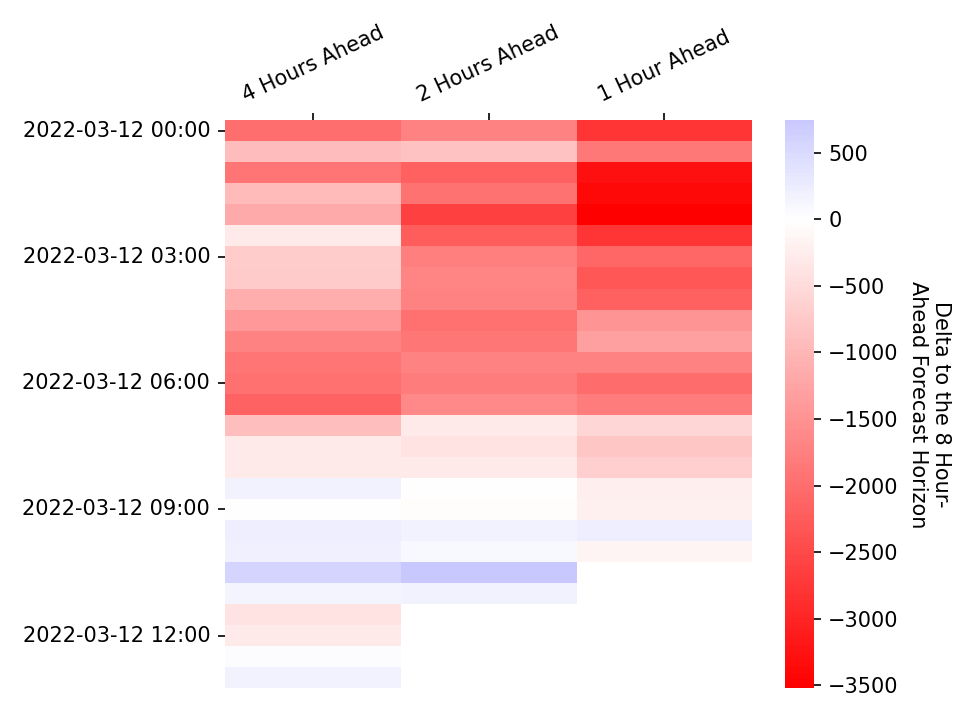 4 Hours Ahead
2 Hours Ahead
1 Hour Ahead
2022-03-12 00:00
2022-03-12 03:00
2022-03-12 06:00
2022-03-12 09:00
2022-03-12 12:00
500
0
−500
−1000
−1500
−2000
−2500
−3000
−3500
Delta to the 8 Hour-
Ahead Forecast Horizon